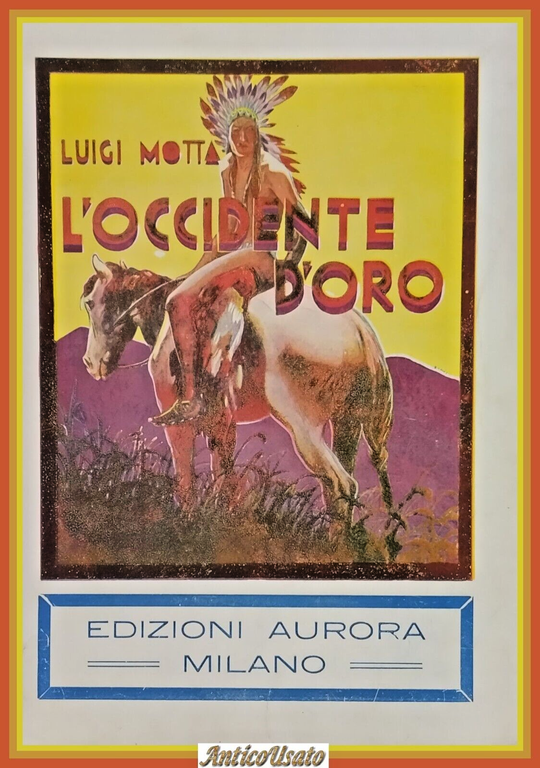 LUIGI MOTTA
L'OCCIDENTE
D'ORO
EDIZIONI AURORA
MILANO
AnticoUsato